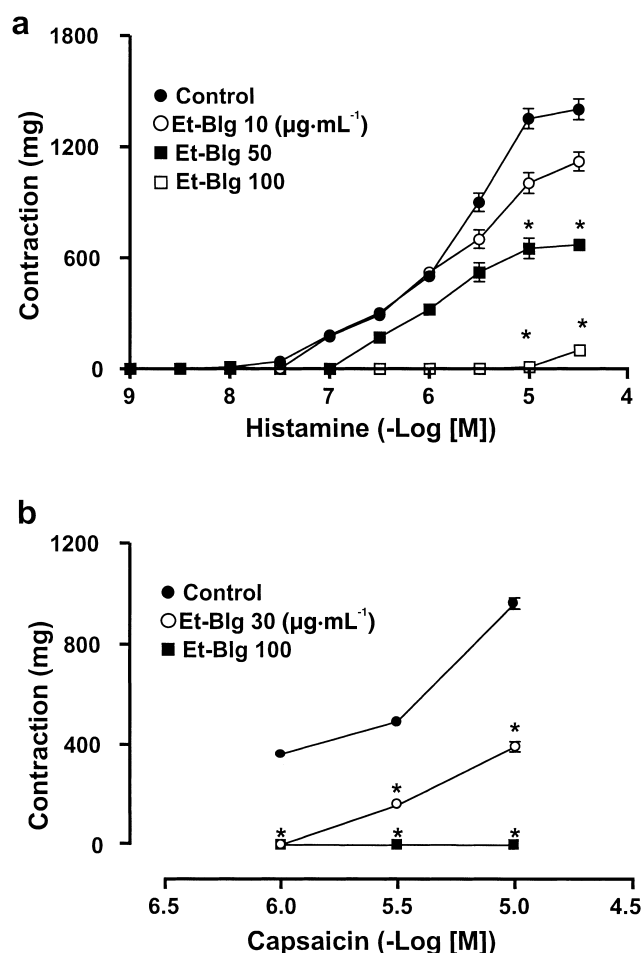 a
1800
1200
600
0
Contraction (mg)
Control
Et-Blg 10 (µg·mL⁻¹)
Et-Blg 50
Et-Blg 100
* *
* *
9 8 7 6 5 4
Histamine (-Log [M])
b
1200
800
400
0
Contraction (mg)
Control
Et-Blg 30 (µg·mL⁻¹)
Et-Blg 100
*
*
* * *
6.5 6.0 5.5 5.0 4.5
Capsaicin (-Log [M])